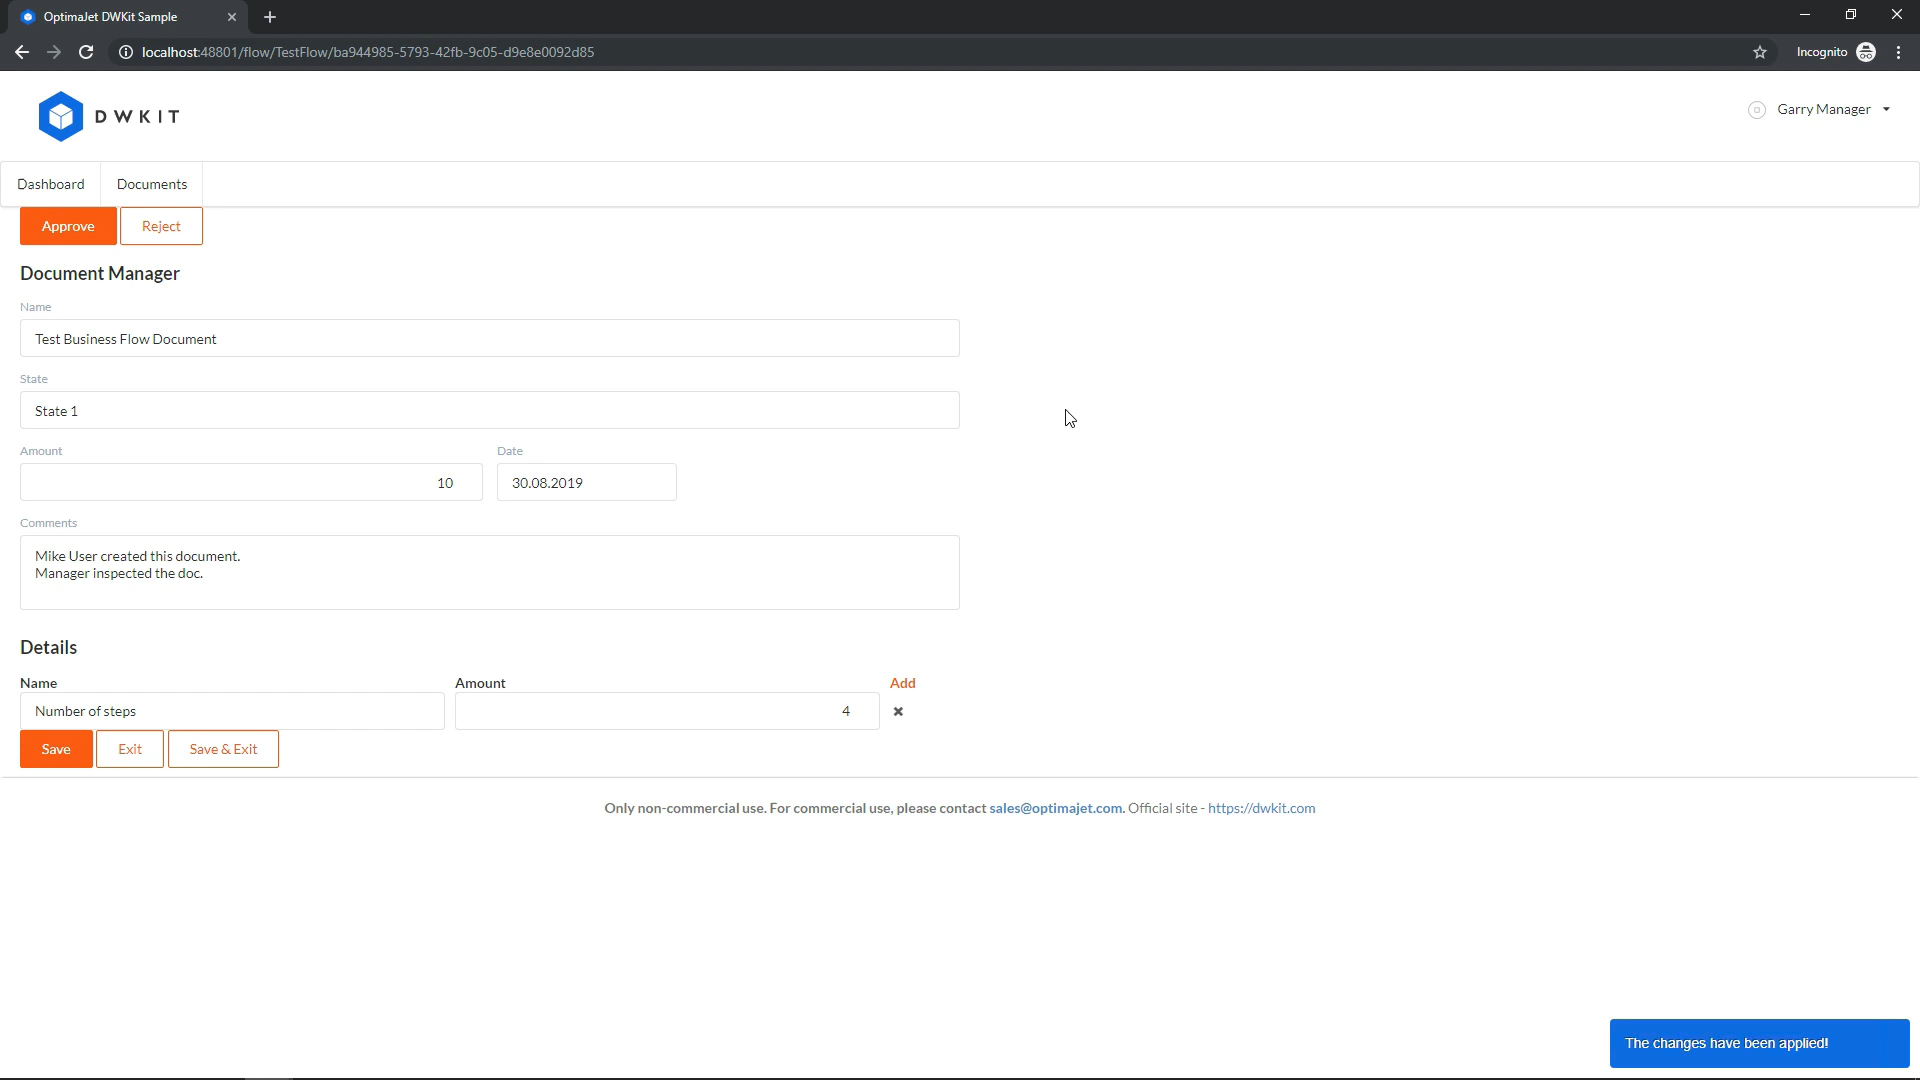 OptimaJet DWKit Sample
localhost:48801/flow/TestFlow/ba944985-5793-42fb-9c05-d9e8e0092d85
Incognito
DWKIT
Garry Manager
Dashboard
Documents
Approve
Reject
Document Manager
Name
Test Business Flow Document
State
State 1
Amount
Date
10
30.08.2019
Comments
Mike User created this document.
Manager inspected the doc.
Details
Name
Amount
Add
Number of steps
4
Save
Exit
Save & Exit
Only non-commercial use. For commercial use, please contact sales@optimajet.com. Official site - https://dwkit.com
The changes have been applied!